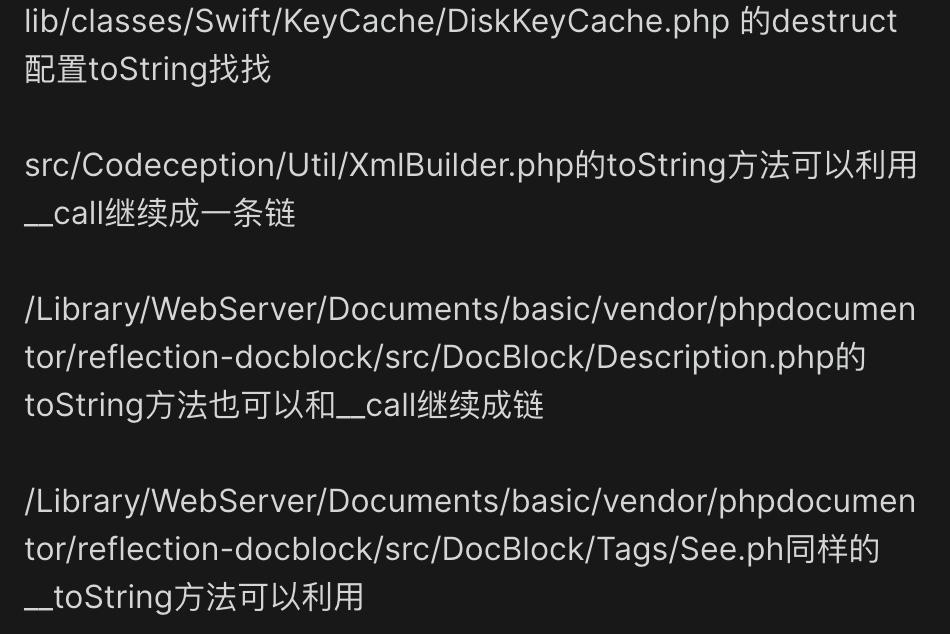 lib/classes/Swift/KeyCache/DiskKeyCache.php 的destruct
配置toString找找
src/Codeception/Util/XmlBuilder.php的toString方法可以利用
__call继续成一条链
/Library/WebServer/Documents/basic/vendor/phpdocumen
tor/reflection-docblock/src/DocBlock/Description.php的
toString方法也可以和__call继续成链
/Library/WebServer/Documents/basic/vendor/phpdocumen
tor/reflection-docblock/src/DocBlock/Tags/See.ph同样的
__toString方法可以利用